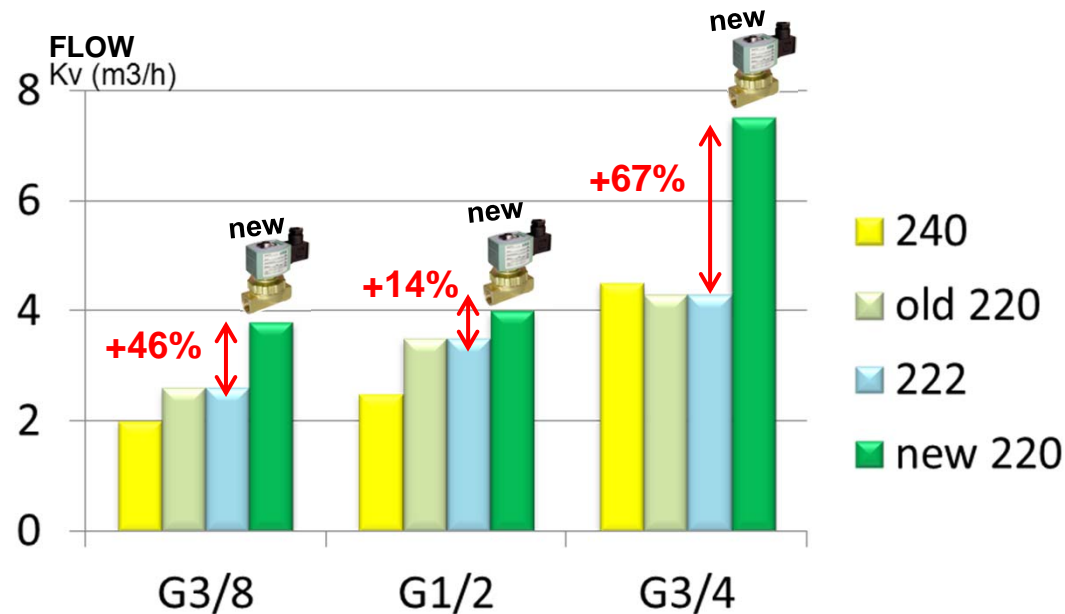 FLOW
Kv (m3/h)
8
6
4
2
0
new
+46%
new
+14%
new
+67%
G3/8
G1/2
G3/4
240
old 220
222
new 220